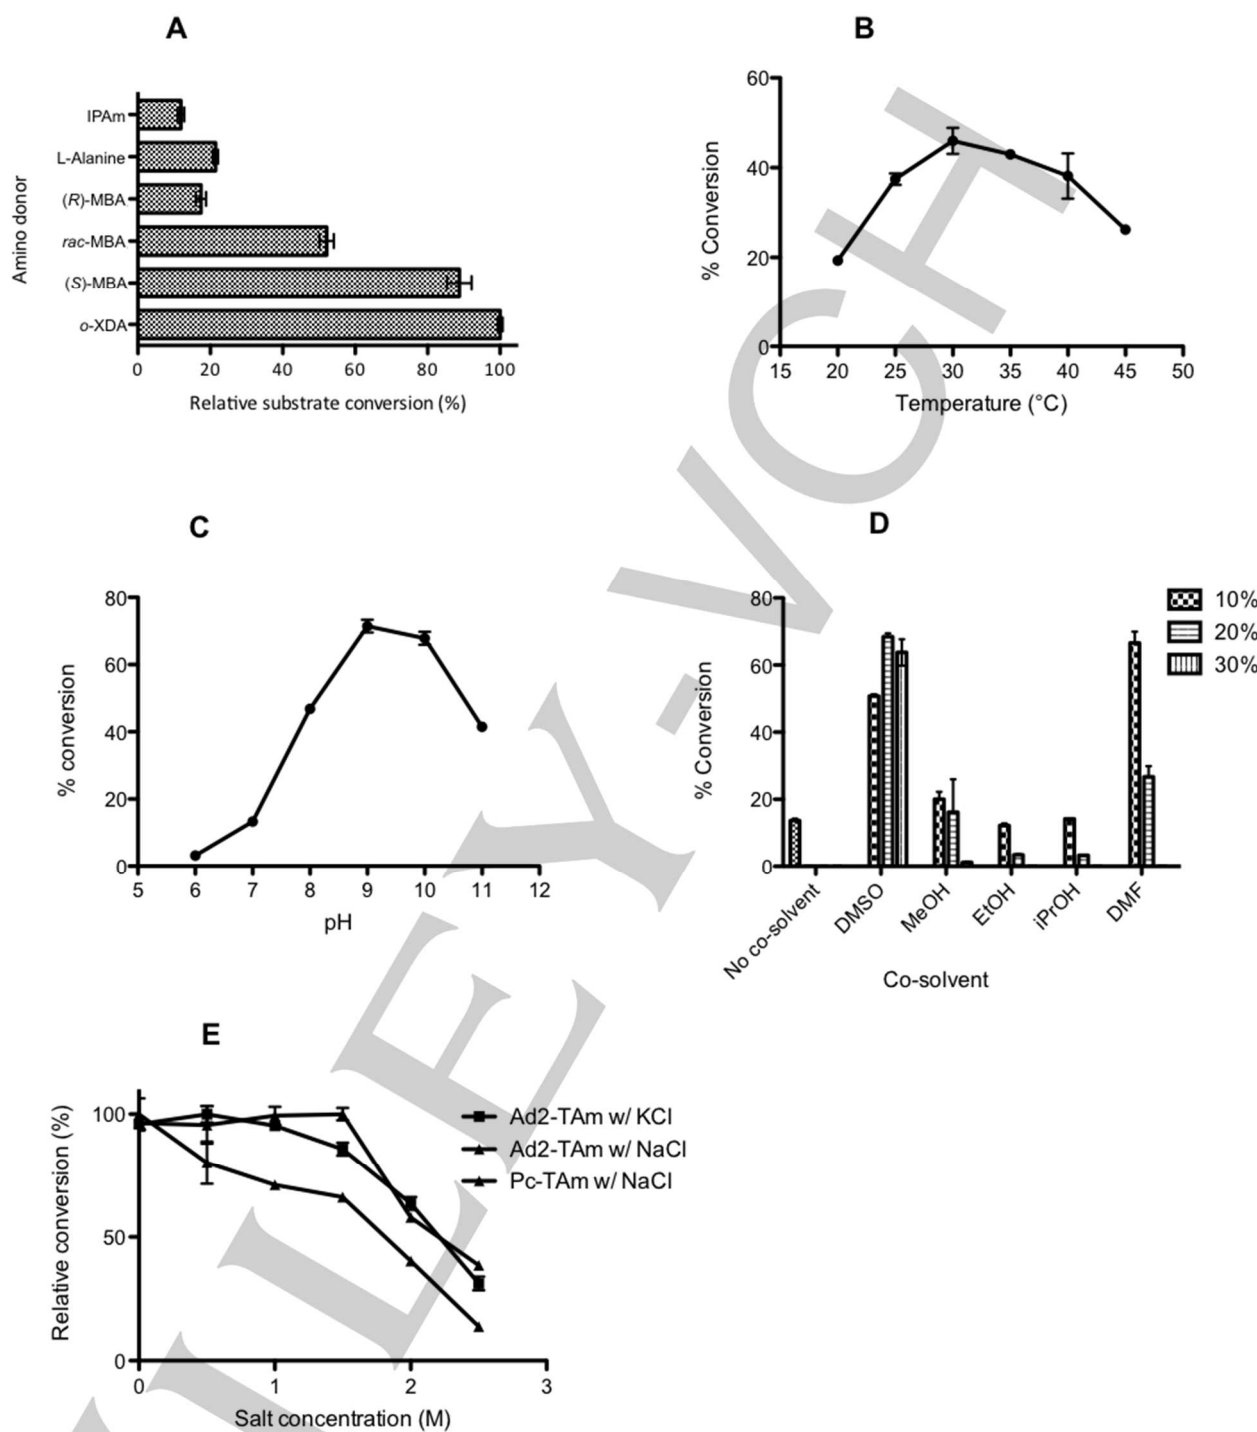 A
Amino donor
IPAm
L-Alanine
(R)-MBA
rac-MBA
(S)-MBA
o-XDA
0 20 40 60 80 100
Relative substrate conversion (%)
B
% Conversion
60
40
20
0
15 20 25 30 35 40 45 50
Temperature (°C)
C
% conversion
80
60
40
20
0
5 6 7 8 9 10 11 12
pH
D
% Conversion
80
60
40
20
0
10%
20%
30%
No co-solvent
DMSO
MeOH
EtOH
iPrOH
DMF
Co-solvent
E
Relative conversion (%)
100
50
0
0 1 2 3
Salt concentration (M)
Ad2-TAm w/ KCl
Ad2-TAm w/ NaCl
Pc-TAm w/ NaCl
WILEY-VCH